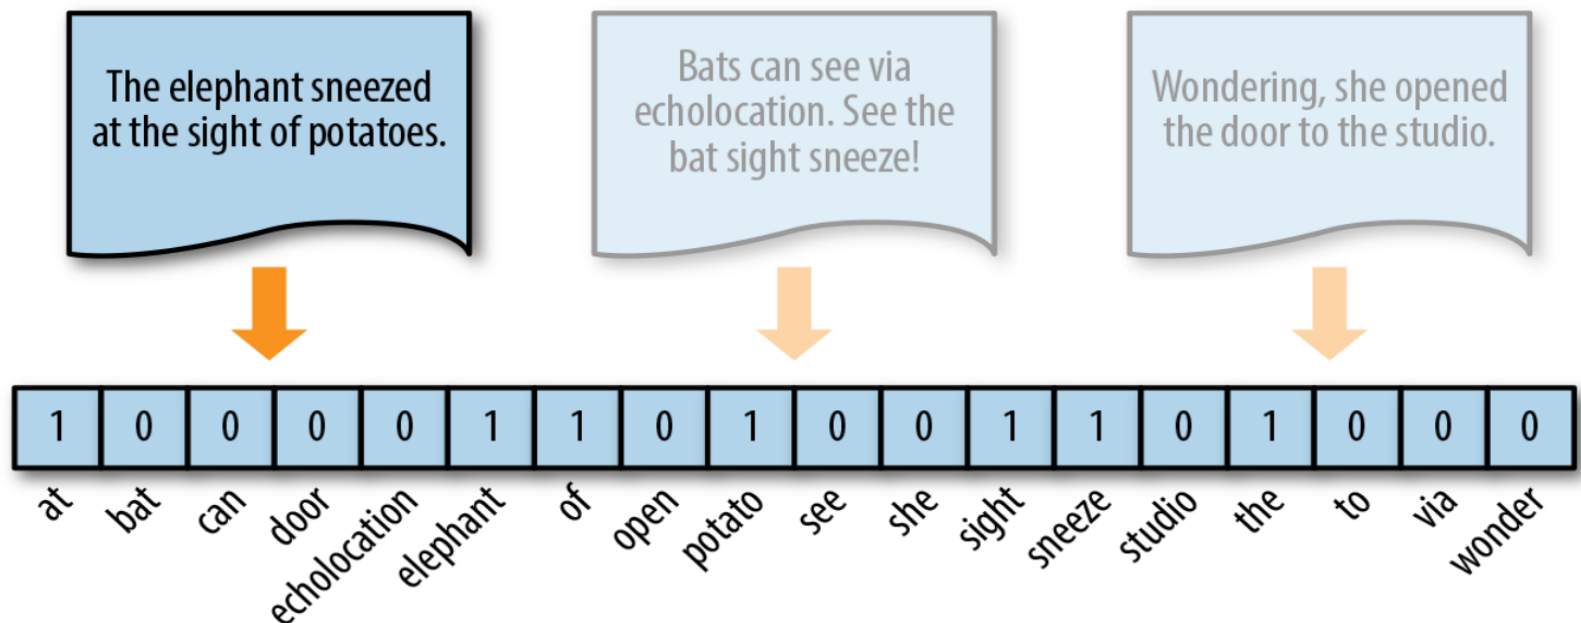 The elephant sneezed
at the sight of potatoes.
Bats can see via
echolocation. See the
bat sight sneeze!
Wondering, she opened
the door to the studio.
1 0 0 0 0 1 1 0 1 0 0 1 1 0 1 0 0 0
at bat can door echolocation elephant of open potato see she sight sneeze studio the to via wonder